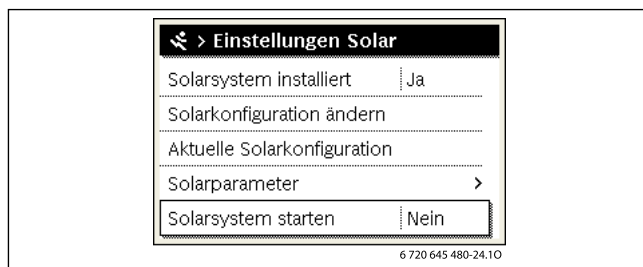 > Einstellungen Solar
Solarsystem installiert Ja
Solarkonfiguration ändern
Aktuelle Solarkonfiguration
Solarparameter >
Solarsystem starten Nein
6 720 645 480-24.1O